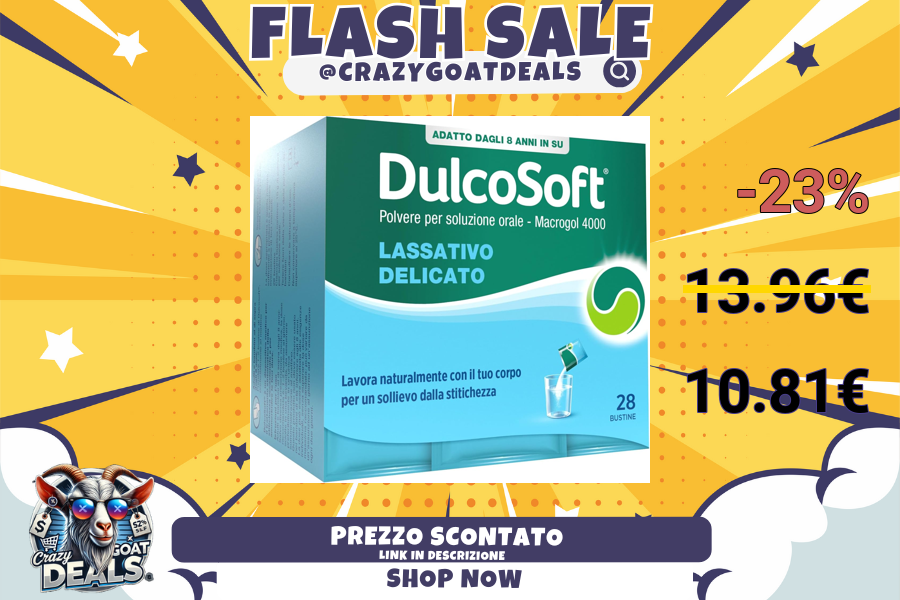 FLASH SALE
@CRAZYGOATDEALS
ADATTO DAGLI 8 ANNI IN SU
DulcoSoft®
Polvere per soluzione orale - Macrogol 4000
LASSATIVO
DELICATO
Lavora naturalmente con il tuo corpo
per un sollievo dalla stitichezza
28
BUSTINE
-23%
13.96€
10.81€
$
52%
Crazy
GOAT
DEALS
PREZZO SCONTATO
LINK IN DESCRIZIONE
SHOP NOW